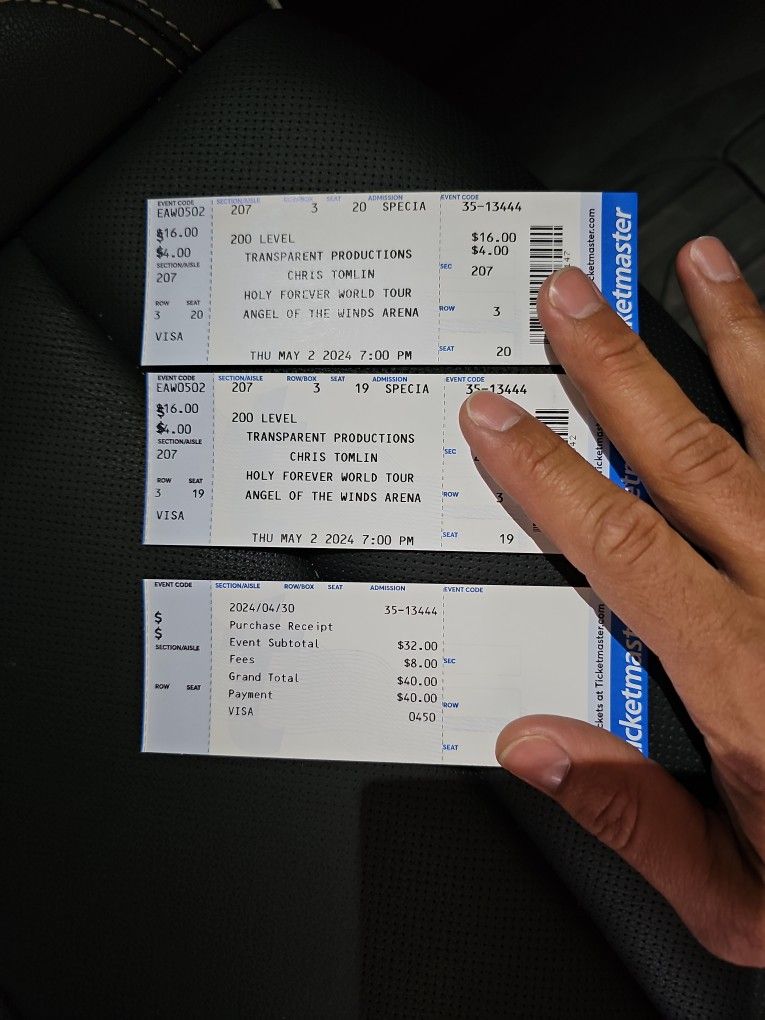 EVENT CODE SECTION/AISLE ROW/BOX SEAT ADMISSION EVENT CODE
EAW0502 207 3 20 SPECIA 35-13444
$16.00 200 LEVEL $16.00
$4.00 TRANSPARENT PRODUCTIONS $4.00
SECTION/AISLE CHRIS TOMLIN SEC 207
207 HOLY FOREVER WORLD TOUR
ROW SEAT ANGEL OF THE WINDS ARENA ROW 3
3 20
VISA THU MAY 2 2024 7:00 PM SEAT 20
ticketmaster.com
ticketmaster
EVENT CODE SECTION/AISLE ROW/BOX SEAT ADMISSION EVENT CODE
EAW0502 207 3 19 SPECIA 35-13444
$16.00 200 LEVEL
$4.00 TRANSPARENT PRODUCTIONS
SECTION/AISLE CHRIS TOMLIN SEC
207 HOLY FOREVER WORLD TOUR
ROW SEAT ANGEL OF THE WINDS ARENA ROW 3
3 19
VISA THU MAY 2 2024 7:00 PM SEAT 19
EVENT CODE SECTION/AISLE ROW/BOX SEAT ADMISSION EVENT CODE
2024/04/30 35-13444
$ Purchase Receipt
$ Event Subtotal $32.00
SECTION/AISLE Fees $8.00 SEC
Grand Total $40.00
ROW SEAT Payment $40.00 ROW
VISA 0450
SEAT
tickets at Ticketmaster.com
ticketmaster